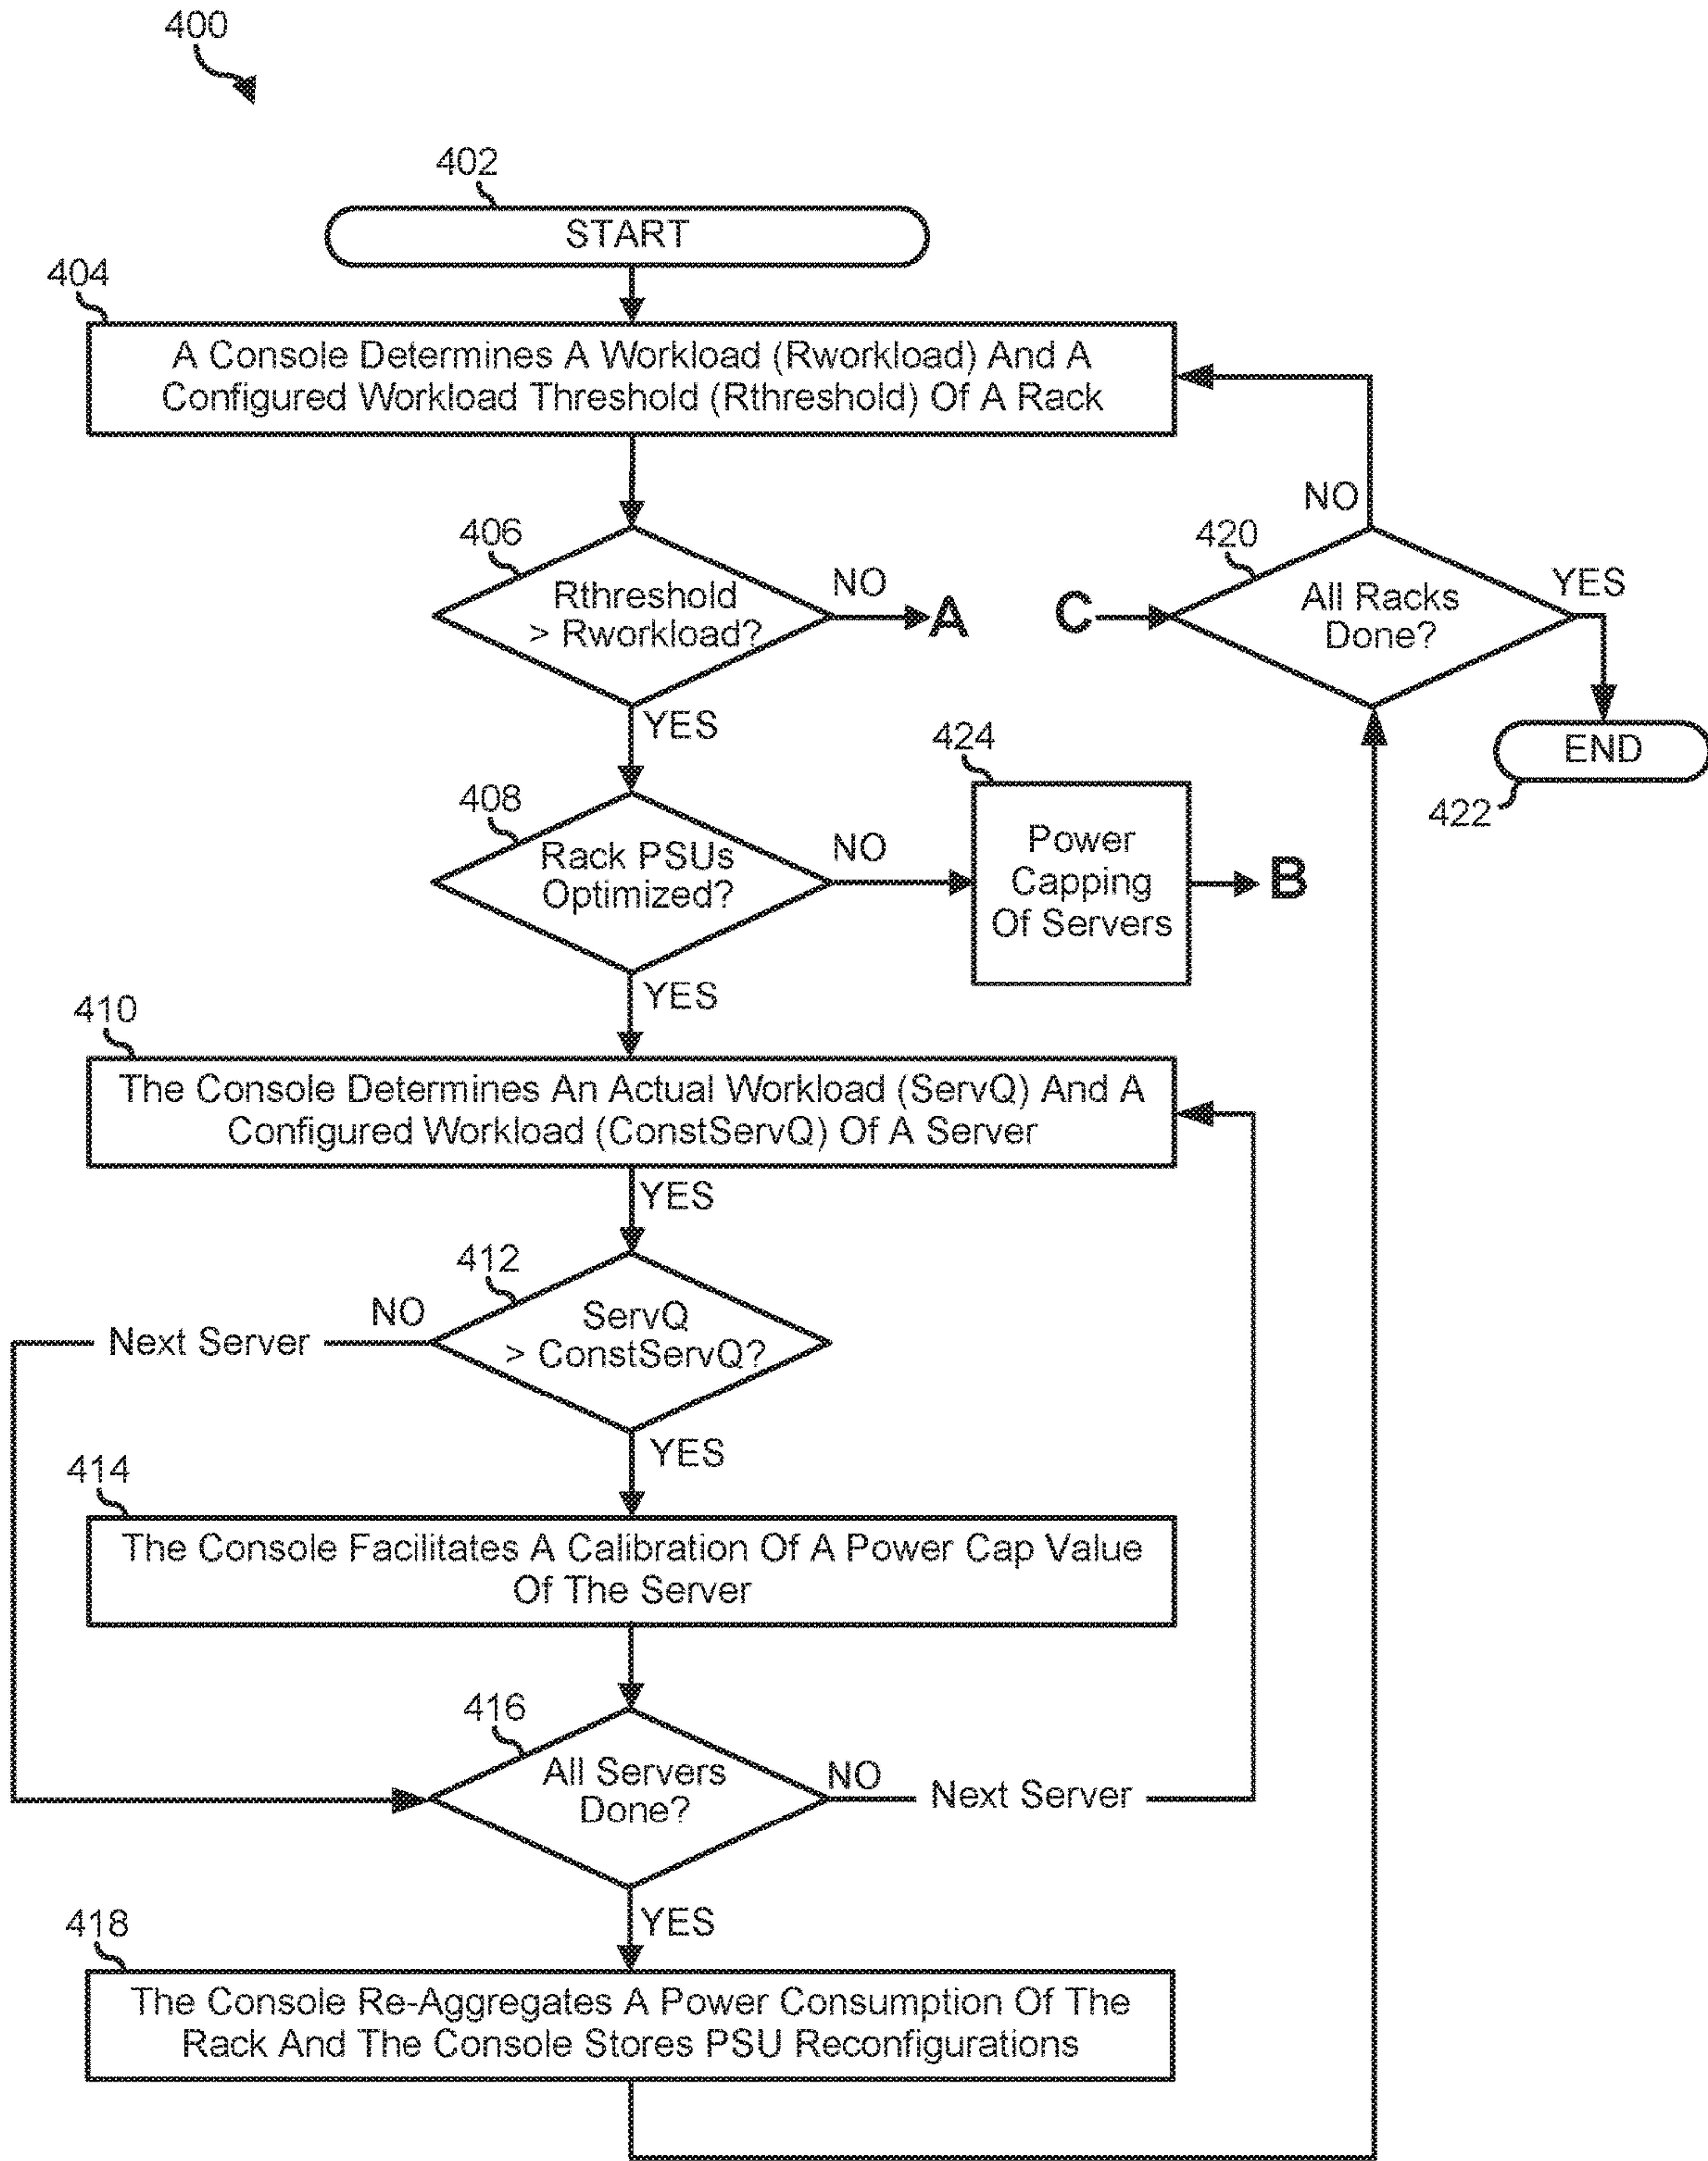 400
402
START
404
A Console Determines A Workload (Rworkload) And A
Configured Workload Threshold (Rthreshold) Of A Rack
406
Rthreshold
> Rworkload?
NO
A
YES
C
420
All Racks
Done?
NO
YES
END
422
408
Rack PSUs
Optimized?
NO
424
Power
Capping
Of Servers
B
YES
410
The Console Determines An Actual Workload (ServQ) And A
Configured Workload (ConstServQ) Of A Server
YES
412
ServQ
> ConstServQ?
NO
Next Server
YES
414
The Console Facilitates A Calibration Of A Power Cap Value
Of The Server
416
All Servers
Done?
NO
Next Server
YES
418
The Console Re-Aggregates A Power Consumption Of The
Rack And The Console Stores PSU Reconfigurations